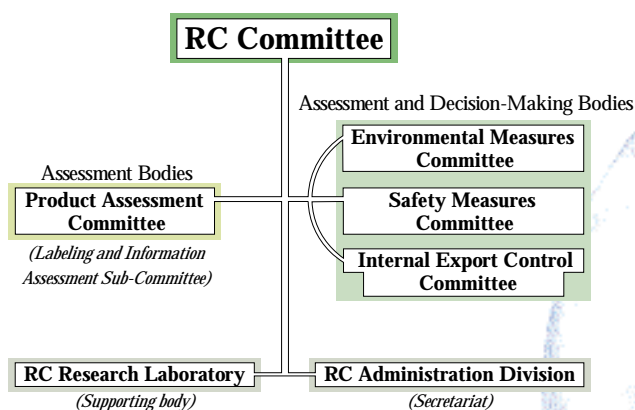 RC Committee
Assessment and Decision-Making Bodies
Environmental Measures
Committee
Assessment Bodies
Product Assessment
Committee
(Labeling and Information
Assessment Sub-Committee)
Safety Measures
Committee
Internal Export Control
Committee
RC Research Laboratory
(Supporting body)
RC Administration Division
(Secretariat)